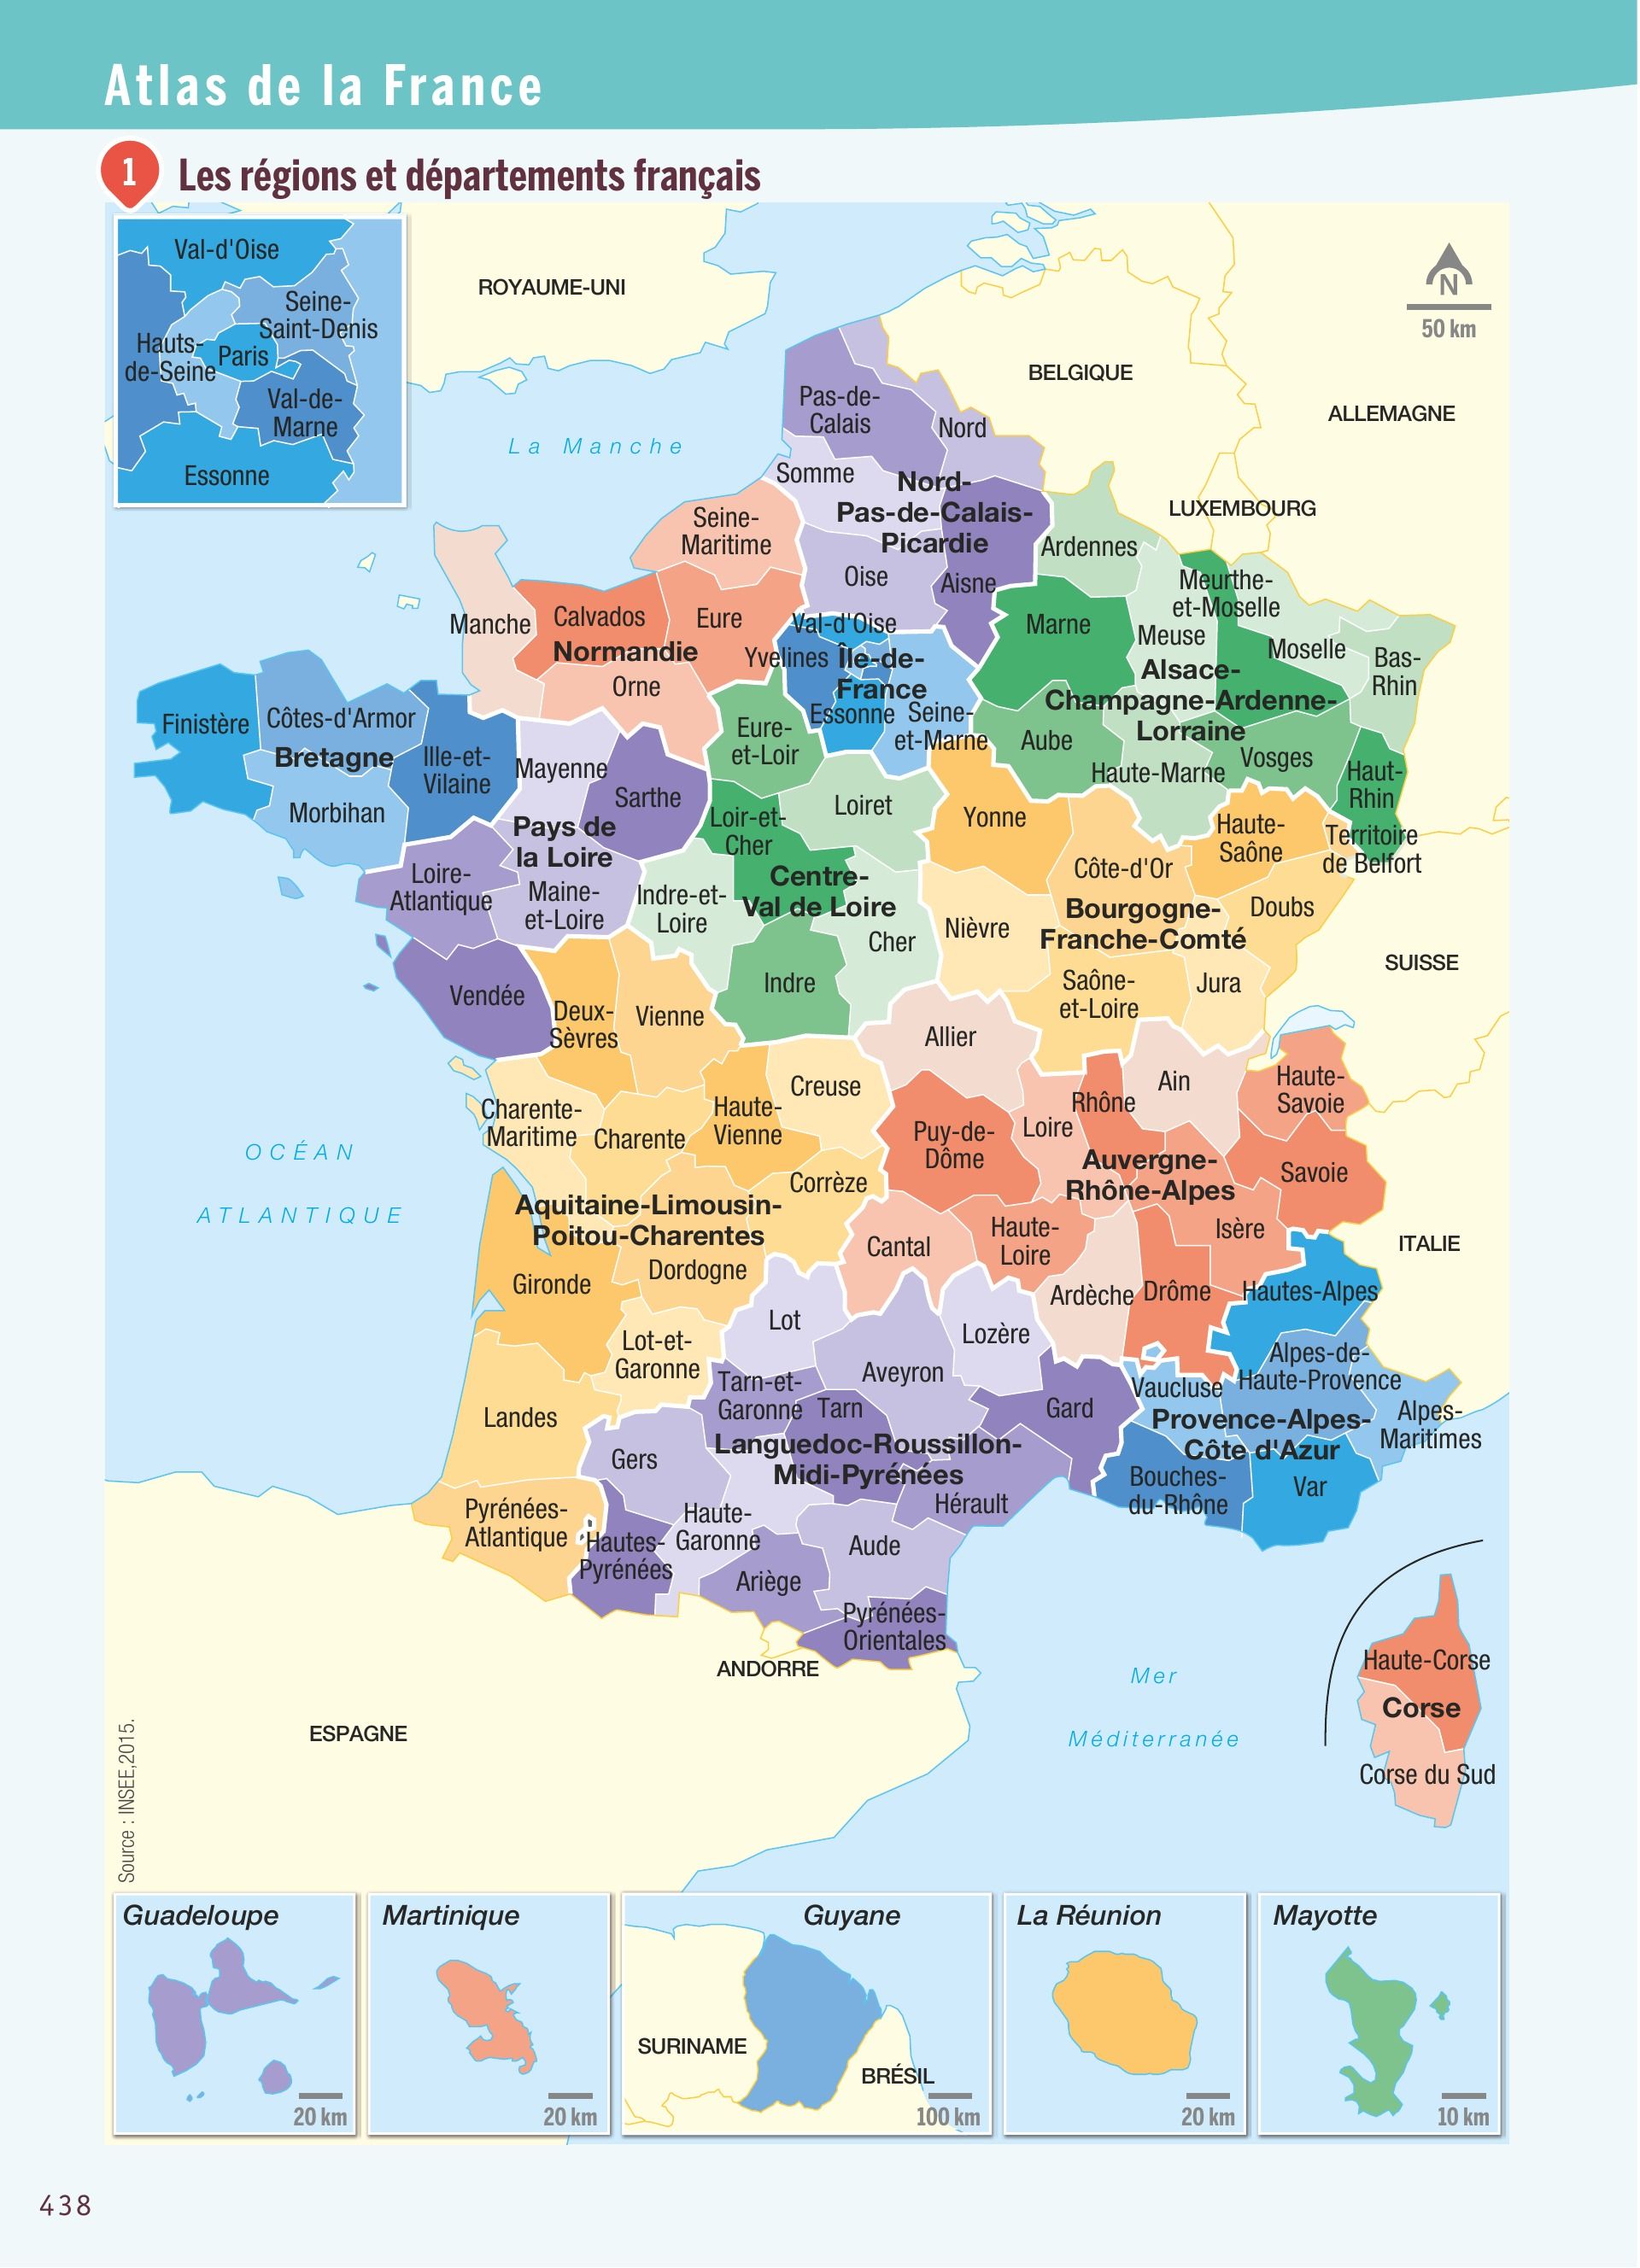 Atlas de la France
1 Les régions et départements français
Val-d'Oise
Seine-
Saint-Denis
Hauts-
de-Seine
Paris
Val-de-
Marne
Essonne
ROYAUME-UNI
N
50 km
BELGIQUE
ALLEMAGNE
LUXEMBOURG
La Manche
Pas-de-
Calais
Nord
Somme
Nord-
Pas-de-Calais-
Picardie
Oise
Aisne
Seine-
Maritime
Manche
Calvados
Eure
Normandie
Orne
Val-d'Oise
Yvelines
Île-de-
France
Essonne
Seine-
et-Marne
Ardennes
Marne
Meurthe-
et-Moselle
Meuse
Moselle
Bas-
Rhin
Alsace-
Champagne-Ardenne-
Lorraine
Aube
Haute-Marne
Vosges
Haut-
Rhin
Finistère
Côtes-d'Armor
Bretagne
Ille-et-
Vilaine
Morbihan
Mayenne
Sarthe
Pays de
la Loire
Loire-
Atlantique
Maine-
et-Loire
Vendée
Eure-
et-Loir
Loiret
Loir-et-
Cher
Centre-
Val de Loire
Indre-et-
Loire
Cher
Indre
Yonne
Côte-d'Or
Haute-
Saône
Territoire
de Belfort
Bourgogne-
Franche-Comté
Doubs
Nièvre
Saône-
et-Loire
Jura
SUISSE
Deux-
Sèvres
Vienne
Charente-
Maritime
Charente
Haute-
Vienne
Creuse
Corrèze
Aquitaine-Limousin-
Poitou-Charentes
Gironde
Dordogne
Lot-et-
Garonne
Landes
Pyrénées-
Atlantique
OCÉAN
ATLANTIQUE
Allier
Puy-de-
Dôme
Loire
Rhône
Ain
Haute-
Savoie
Savoie
Auvergne-
Rhône-Alpes
Isère
Cantal
Haute-
Loire
Ardèche
Drôme
ITALIE
Lot
Lozère
Aveyron
Tarn-et-
Garonne
Tarn
Gard
Languedoc-Roussillon-
Midi-Pyrénées
Gers
Haute-
Garonne
Hérault
Hautes-
Pyrénées
Aude
Ariège
Pyrénées-
Orientales
Hautes-Alpes
Alpes-de-
Haute-Provence
Vaucluse
Alpes-
Maritimes
Provence-Alpes-
Côte d'Azur
Bouches-
du-Rhône
Var
ANDORRE
ESPAGNE
Mer
Méditerranée
Haute-Corse
Corse
Corse du Sud
Source : INSEE,2015.
Guadeloupe
20 km
Martinique
20 km
Guyane
SURINAME
BRÉSIL
100 km
La Réunion
20 km
Mayotte
10 km
438